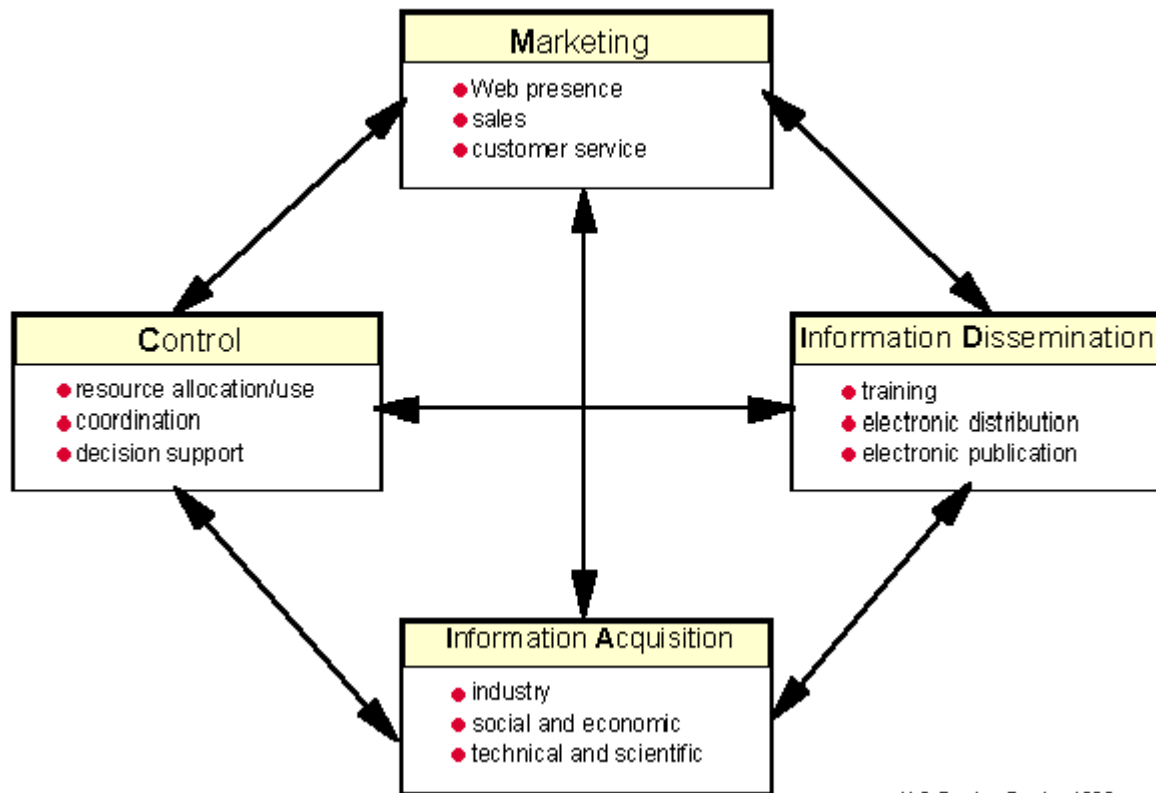 Marketing
Web presence
sales
customer service
Control
resource allocation/use
coordination
decision support
Information Dissemination
training
electronic distribution
electronic publication
Information Acquisition
industry
social and economic
technical and scientific